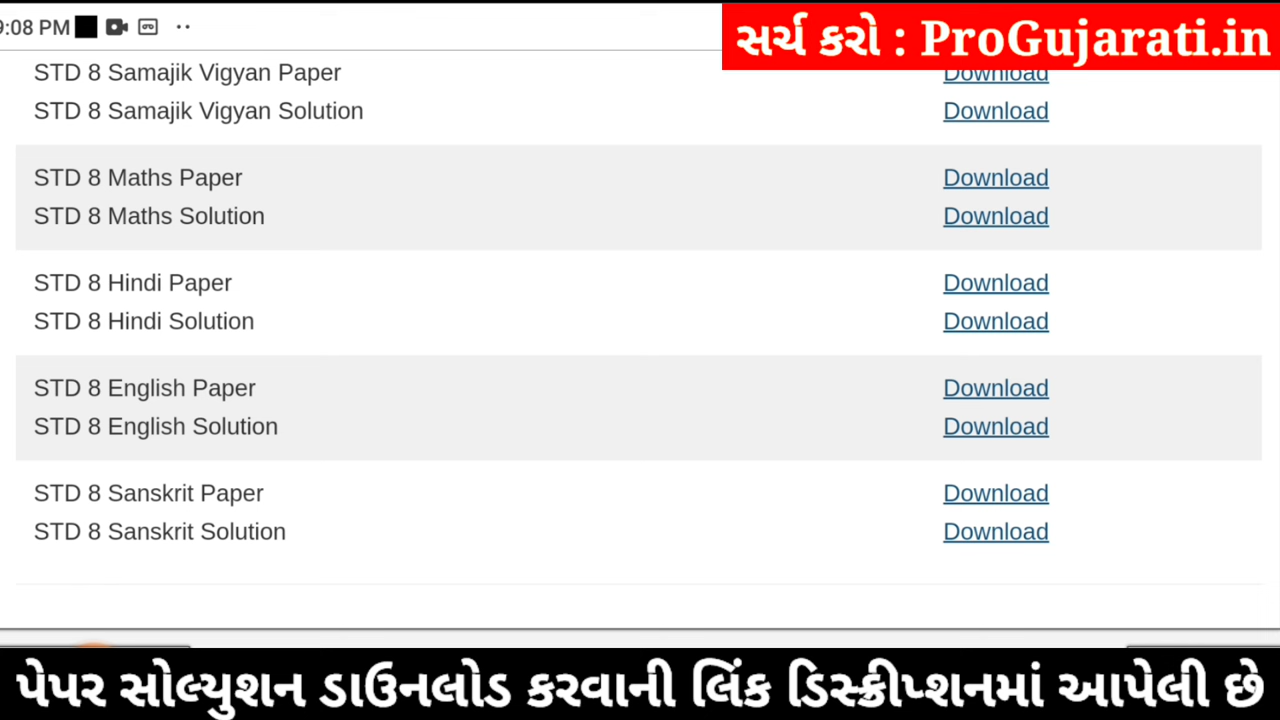 9:08 PM
સર્ચ કરો : ProGujarati.in
STD 8 Samajik Vigyan Paper Download
STD 8 Samajik Vigyan Solution Download
STD 8 Maths Paper Download
STD 8 Maths Solution Download
STD 8 Hindi Paper Download
STD 8 Hindi Solution Download
STD 8 English Paper Download
STD 8 English Solution Download
STD 8 Sanskrit Paper Download
STD 8 Sanskrit Solution Download
પેપર સોલ્યુશન ડાઉનલોડ કરવાની લિંક ડિસ્ક્રીપ્શનમાં આપેલી છે